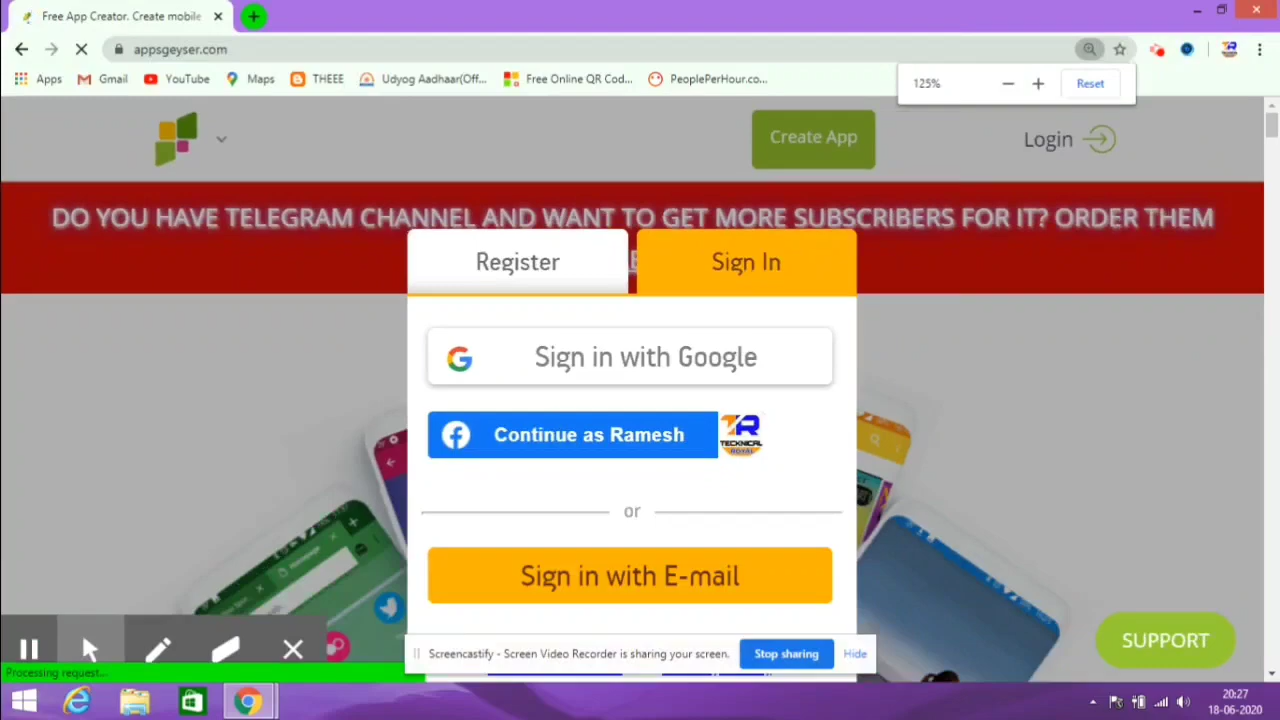 Free App Creator. Create mobile
appsgeyser.com
Apps
Gmail
YouTube
Maps
THEEE
Udyog Aadhaar(Off...
Free Online QR Cod...
PeoplePerHour.co...
125%
Reset
Create App
Login
DO YOU HAVE TELEGRAM CHANNEL AND WANT TO GET MORE SUBSCRIBERS FOR IT? ORDER THEM
Register
Sign In
Sign in with Google
Continue as Ramesh
TR
TECKNICAL
ROYAL
or
Sign in with E-mail
SUPPORT
Screencastify - Screen Video Recorder is sharing your screen.
Stop sharing
Hide
Processing request...
20:27
18-06-2020